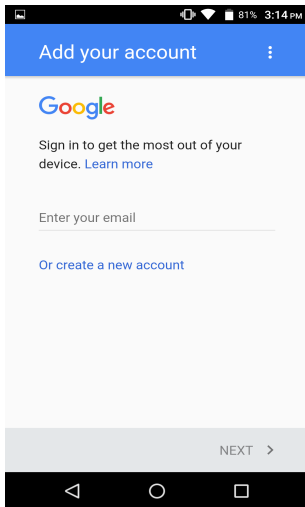 81% 3:14 PM
Add your account
Google
Sign in to get the most out of your
device. Learn more
Enter your email
Or create a new account
NEXT